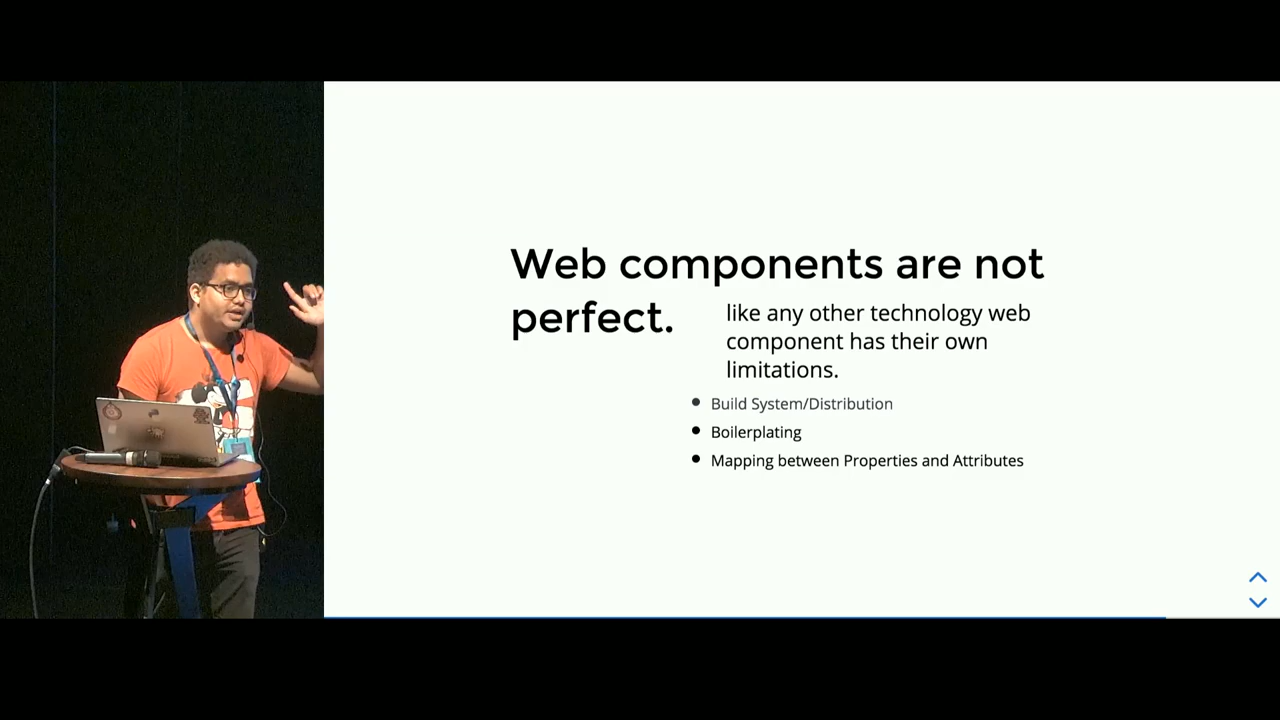 Web components are not
perfect.
like any other technology web
component has their own
limitations.
Build System/Distribution
Boilerplating
Mapping between Properties and Attributes